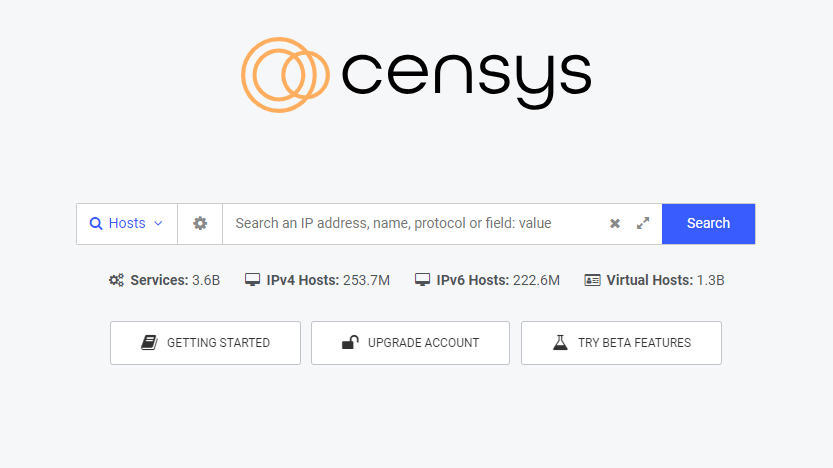 censys
Hosts Search an IP address, name, protocol or field: value Search
Services: 3.6B IPv4 Hosts: 253.7M IPv6 Hosts: 222.6M Virtual Hosts: 1.3B
GETTING STARTED UPGRADE ACCOUNT TRY BETA FEATURES